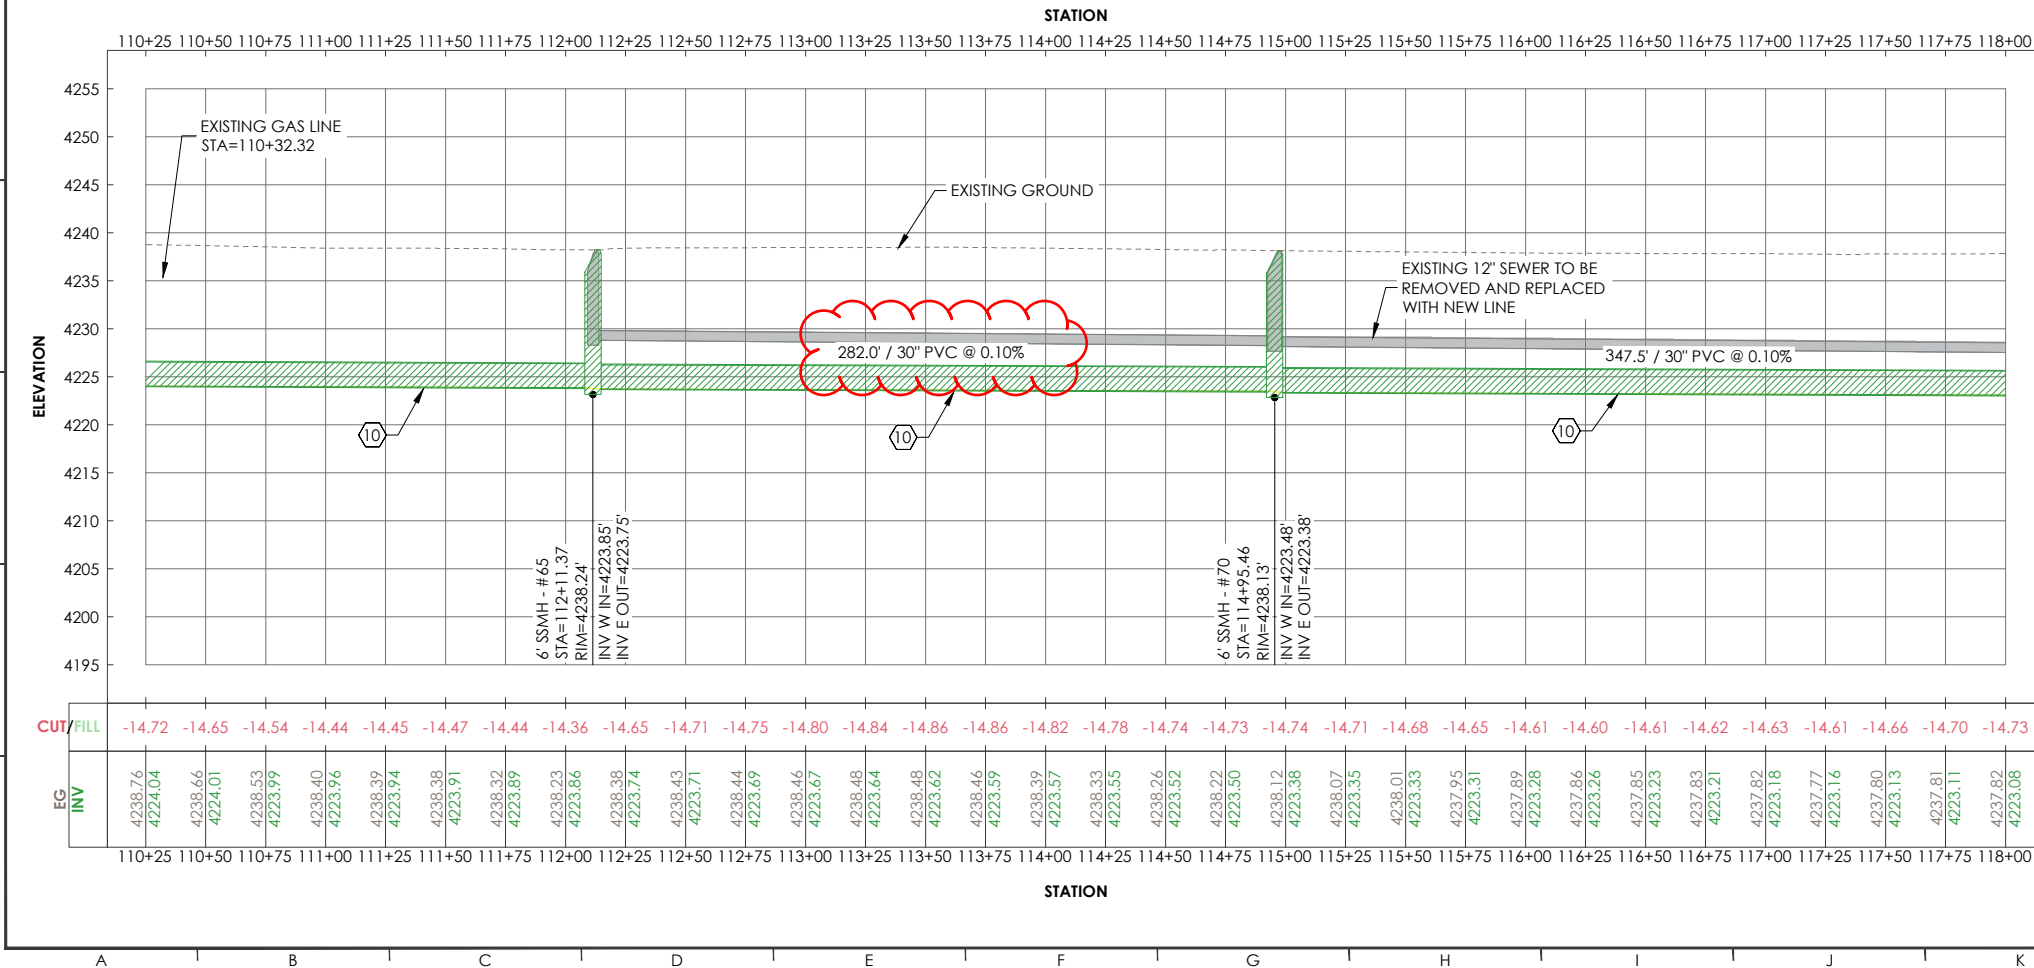 STATION
110+25 110+50 110+75 111+00 111+25 111+50 111+75 112+00 112+25 112+50 112+75 113+00 113+25 113+50 113+75 114+00 114+25 114+50 114+75 115+00 115+25 115+50 115+75 116+00 116+25 116+50 116+75 117+00 117+25 117+50 117+75 118+00
ELEVATION
4255
4250
4245
4240
4235
4230
4225
4220
4215
4210
4205
4200
4195
EXISTING GAS LINE
STA=110+32.32
EXISTING GROUND
EXISTING 12" SEWER TO BE
REMOVED AND REPLACED
WITH NEW LINE
282.0' / 30" PVC @ 0.10%
347.5' / 30" PVC @ 0.10%
10
10
10
6' SSMH - #65
STA=112+11.37
RIM=4238.24'
INV W IN=4223.85'
INV E OUT=4223.75'
6' SSMH - #70
STA=114+95.46
RIM=4238.13'
INV W IN=4223.48'
INV E OUT=4223.38'
CUT/FILL
-14.72 -14.65 -14.54 -14.44 -14.45 -14.47 -14.44 -14.36 -14.65 -14.71 -14.75 -14.80 -14.84 -14.86 -14.86 -14.82 -14.78 -14.74 -14.73 -14.74 -14.71 -14.68 -14.65 -14.61 -14.60 -14.61 -14.62 -14.63 -14.61 -14.66 -14.70 -14.73
EG
4238.76 4238.66 4238.53 4238.40 4238.39 4238.38 4238.32 4238.23 4238.38 4238.43 4238.44 4238.46 4238.48 4238.48 4238.46 4238.39 4238.33 4238.26 4238.22 4238.12 4238.07 4238.01 4237.95 4237.89 4237.86 4237.85 4237.83 4237.82 4237.77 4237.80 4237.81 4237.82
INV
4224.04 4224.01 4223.99 4223.96 4223.94 4223.91 4223.89 4223.86 4223.74 4223.71 4223.69 4223.67 4223.64 4223.62 4223.59 4223.57 4223.55 4223.52 4223.50 4223.38 4223.35 4223.33 4223.31 4223.28 4223.26 4223.23 4223.21 4223.18 4223.16 4223.13 4223.11 4223.08
110+25 110+50 110+75 111+00 111+25 111+50 111+75 112+00 112+25 112+50 112+75 113+00 113+25 113+50 113+75 114+00 114+25 114+50 114+75 115+00 115+25 115+50 115+75 116+00 116+25 116+50 116+75 117+00 117+25 117+50 117+75 118+00
STATION
A B C D E F G H I J K